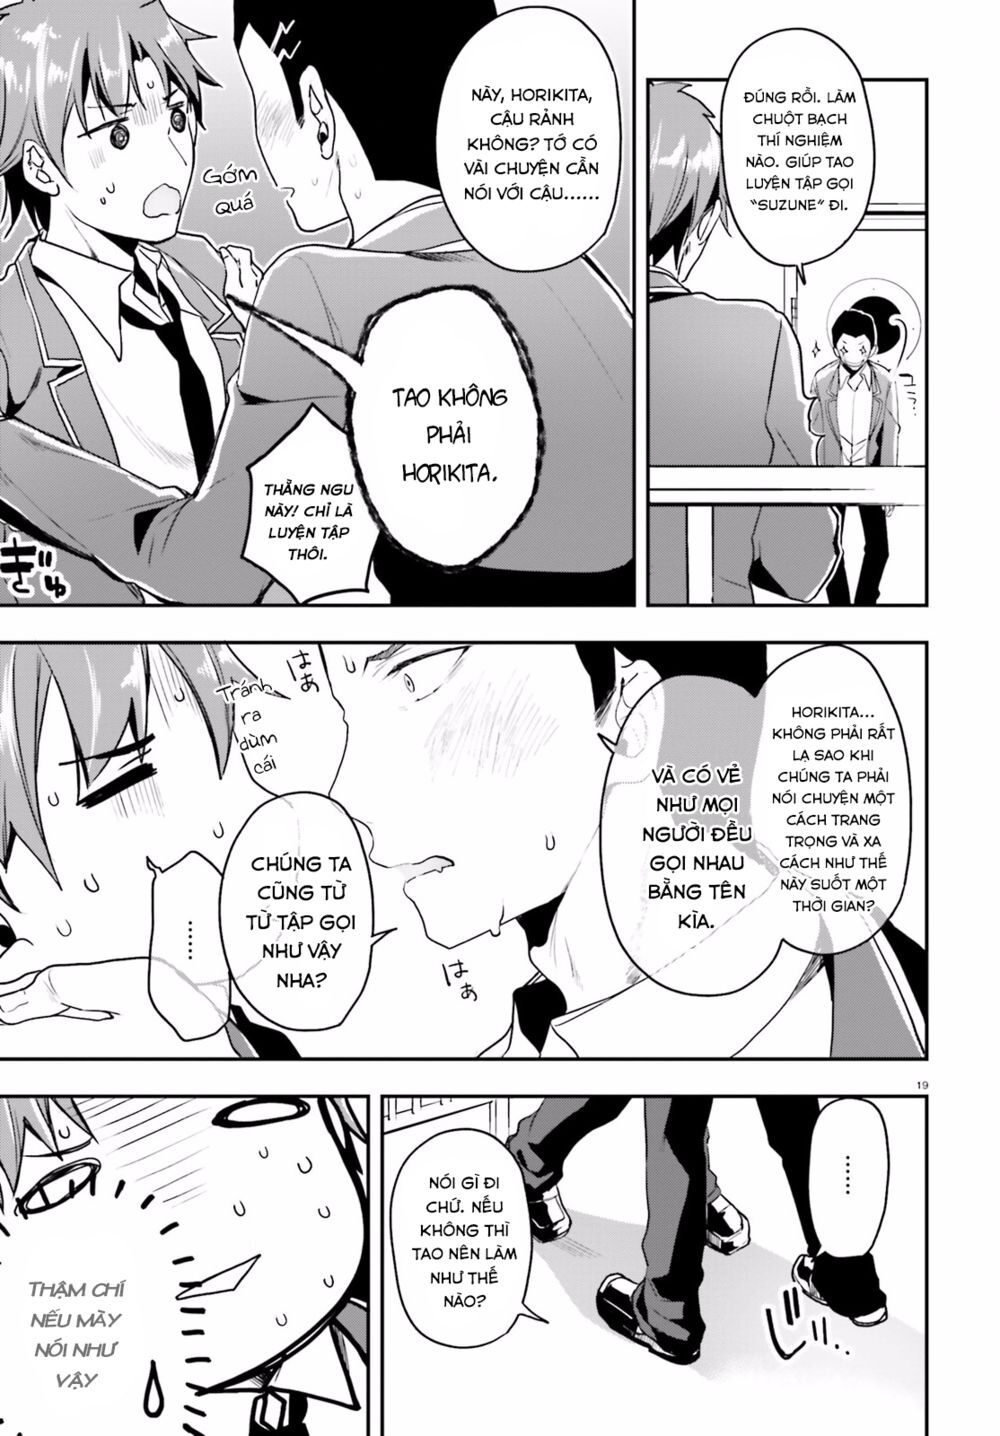 ĐÚNG RỒI. LÀM
CHUỘT BẠCH
THÍ NGHIỆM
NÀO. GIÚP TAO
LUYỆN TẬP GỌI
"SUZUNE" ĐI.
NÀY, HORIKITA,
CẬU RẢNH
KHÔNG? TỚ CÓ
VÀI CHUYỆN CẦN
NÓI VỚI CẬU......
Gớm
quá
TAO KHÔNG
PHẢI
HORIKITA.
THẰNG NGU
NÀY! CHỈ LÀ
LUYỆN TẬP
THÔI.
ぎゅ
HORIKITA...
KHÔNG PHẢI RẤT
LẠ SAO KHI
CHÚNG TA PHẢI
NÓI CHUYỆN MỘT
CÁCH TRANG
TRỌNG VÀ XA
CÁCH NHƯ THẾ
NÀY SUỐT MỘT
THỜI GIAN?
VÀ CÓ VẺ
NHƯ MỌI
NGƯỜI ĐỀU
GỌI NHAU
BẰNG TÊN
KÌA.
はぁ
Tránh
ra
dùm
cái
CHÚNG TA
CŨNG TỪ
TỪ TẬP GỌI
NHƯ VẬY
NHA?
はぁ
......
19
......
NÓI GÌ ĐI
CHỨ. NẾU
KHÔNG THÌ
TAO NÊN LÀM
NHƯ THẾ
NÀO?
じり..
THẬM CHÍ
NẾU MÀY
NÓI NHƯ
VẬY